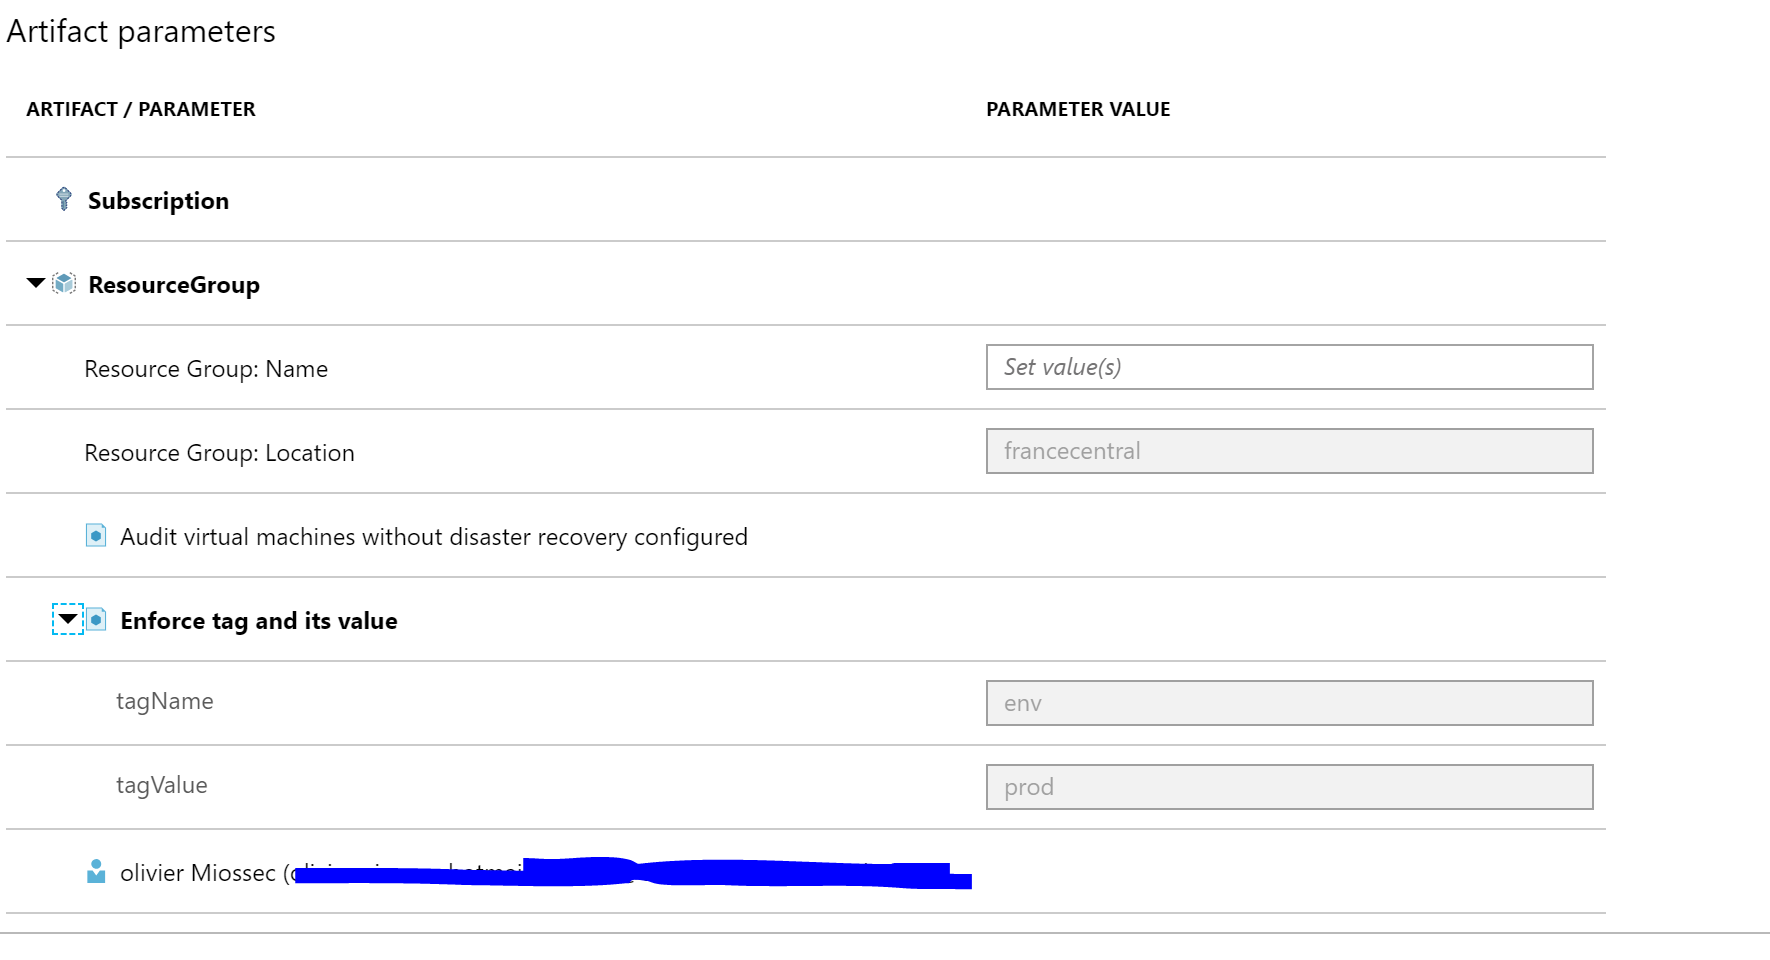 Artifact parameters
ARTIFACT / PARAMETER PARAMETER VALUE
Subscription
ResourceGroup
Resource Group: Name Set value(s)
Resource Group: Location francecentral
Audit virtual machines without disaster recovery configured
Enforce tag and its value
tagName env
tagValue prod
olivier Miossec (